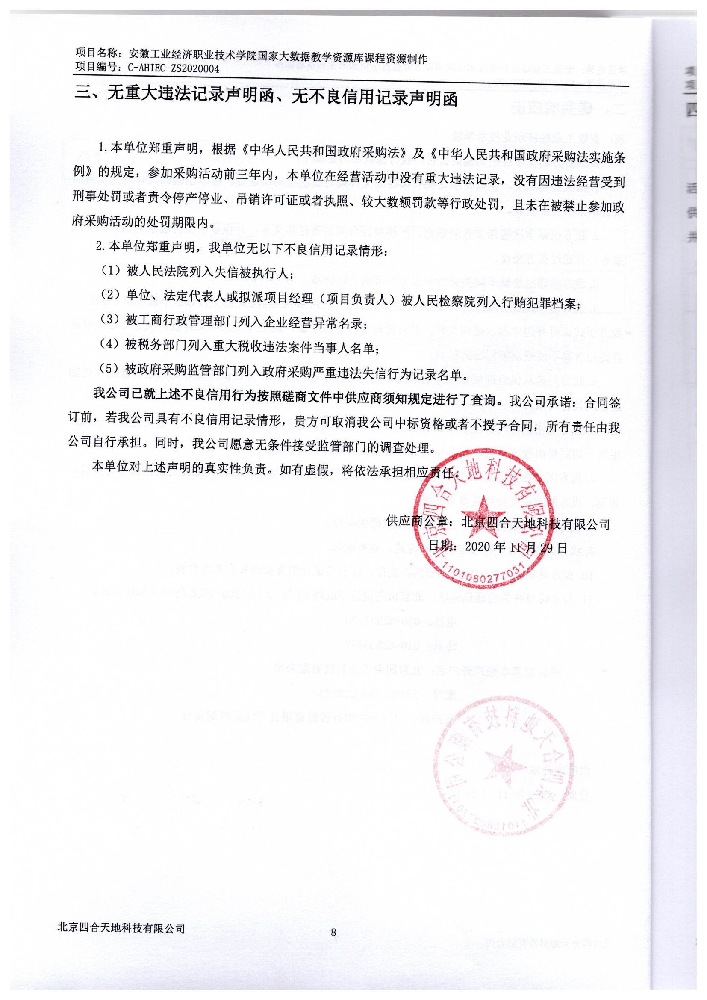 项目名称：安徽工业经济职业技术学院国家大数据教学资源库课程资源制作
项目编号：C-AHIEC-ZS2020004
三、无重大违法记录声明函、无不良信用记录声明函
1.本单位郑重声明，根据《中华人民共和国政府采购法》及《中华人民共和国政府采购法实施条
例》的规定，参加采购活动前三年内，本单位在经营活动中没有重大违法记录，没有因违法经营受到
刑事处罚或者责令停产停业、吊销许可证或者执照、较大数额罚款等行政处罚，且未在被禁止参加政
府采购活动的处罚期限内。
2.本单位郑重声明，我单位无以下不良信用记录情形：
（1）被人民法院列入失信被执行人；
（2）单位、法定代表人或拟派项目经理（项目负责人）被人民检察院列入行贿犯罪档案；
（3）被工商行政管理部门列入企业经营异常名录；
（4）被税务部门列入重大税收违法案件当事人名单；
（5）被政府采购监管部门列入政府采购严重违法失信行为记录名单。
我公司已就上述不良信用行为按照磋商文件中供应商须知规定进行了查询。我公司承诺：合同签
订前，若我公司具有不良信用记录情形，贵方可取消我公司中标资格或者不授予合同，所有责任由我
公司自行承担。同时，我公司愿意无条件接受监管部门的调查处理。
本单位对上述声明的真实性负责。如有虚假，将依法承担相应责任。
供应商公章：北京四合天地科技有限公司
日期：2020 年 11 月 29 日
北京四合天地科技有限公司
1101080277031
北京四合天地科技有限公司
8